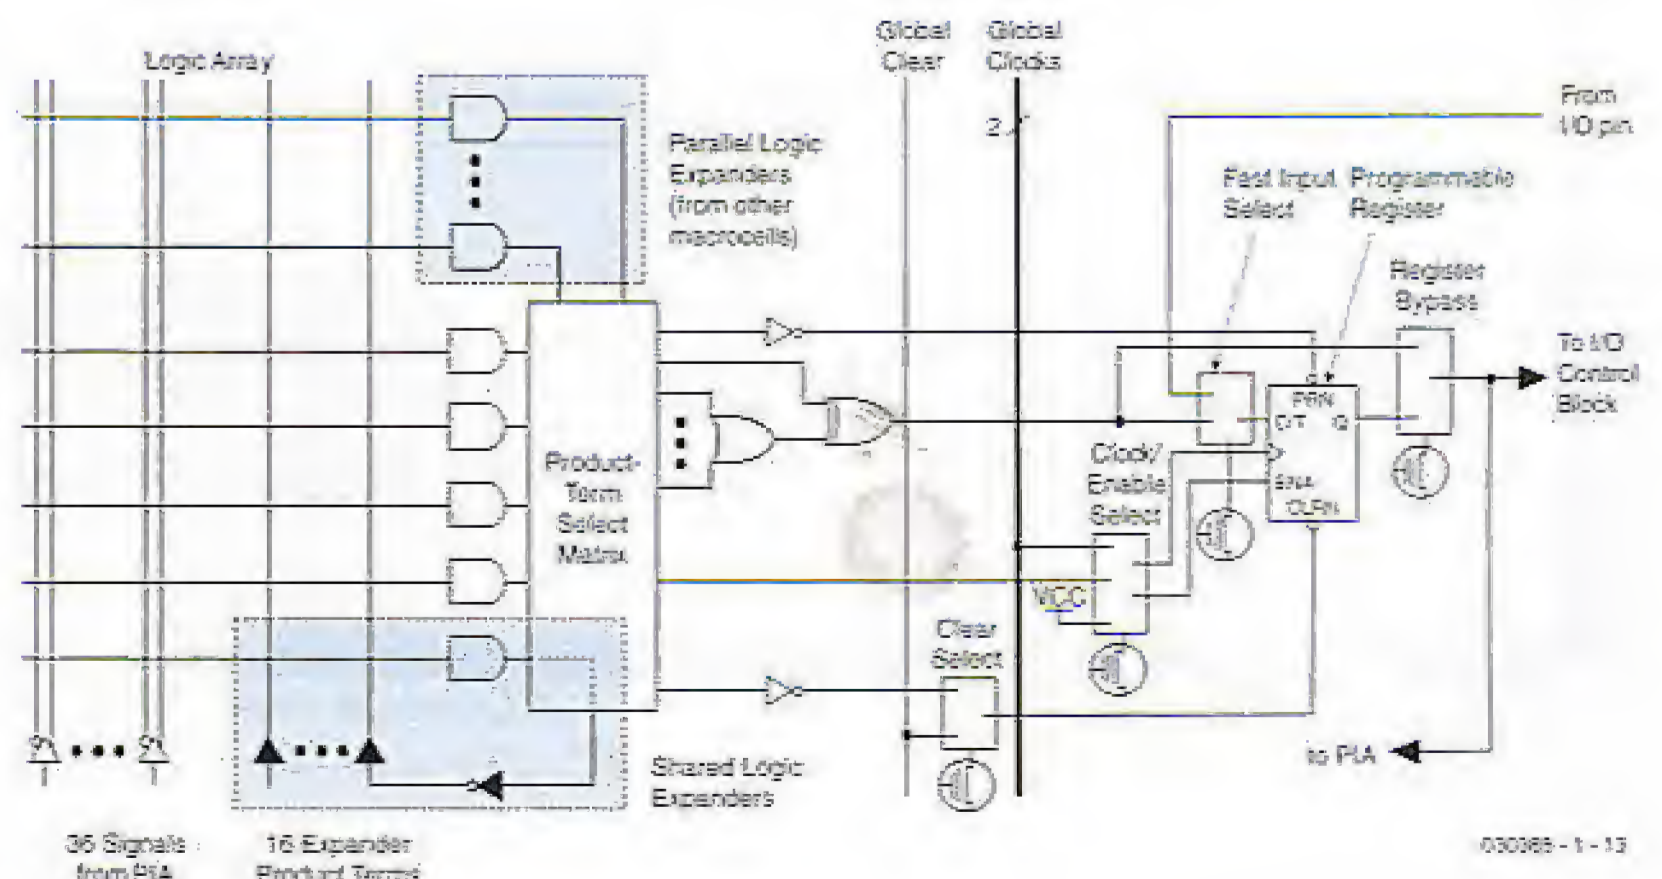 Logic Array
Global
Clear
Global
Clocks
2
From
I/O pin
Parallel Logic
Expanders
(from other
macrocells)
Fast Input
Select
Programmable
Register
Register
Bypass
To I/O
Control
Block
PRN
D/T Q
ENA
CLRN
Clock/
Enable
Select
Product-
Term
Select
Matrix
VCC
Clear
Select
to PIA
Shared Logic
Expanders
36 Signals
from PIA
16 Expander
Product Terms
030385 - 1 - 13